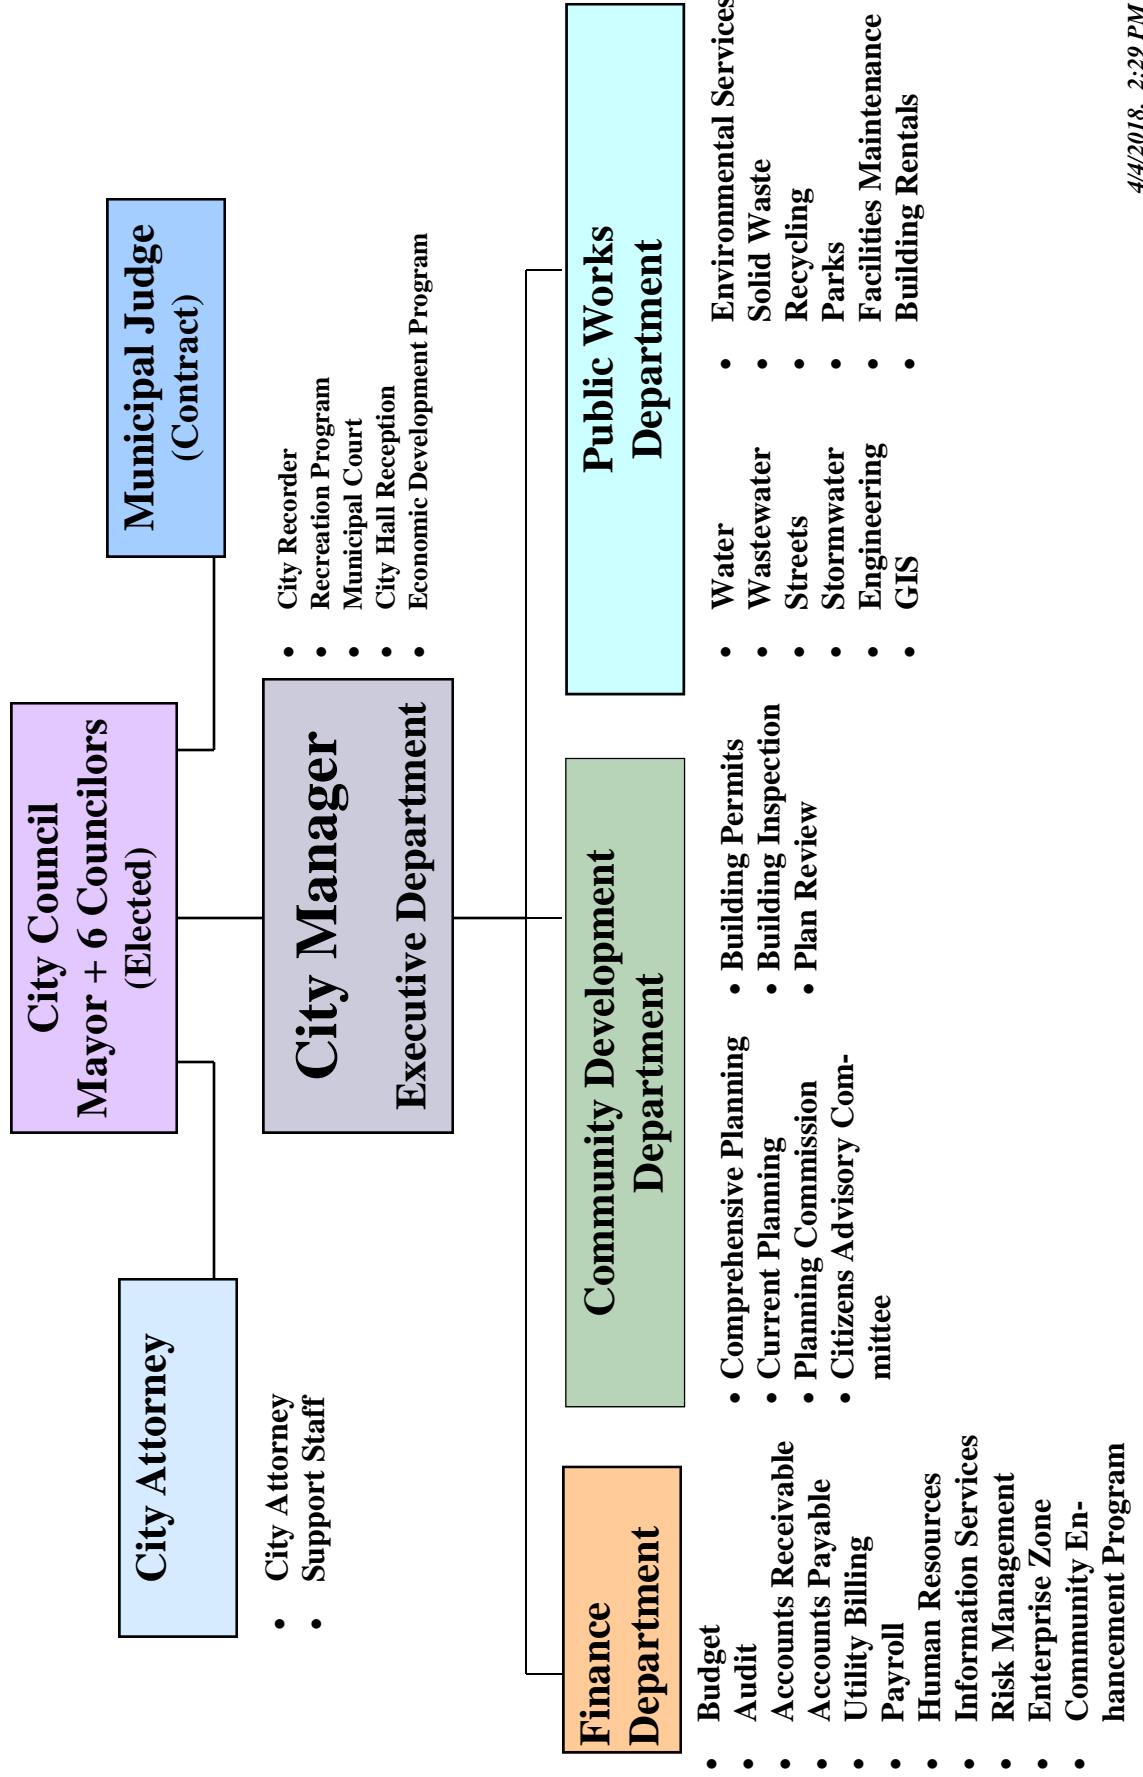 City Council
Mayor + 6 Councilors
(Elected)
City Attorney
• City Attorney
• Support Staff
Municipal Judge
(Contract)
City Manager
Executive Department
• City Recorder
• Recreation Program
• Municipal Court
• City Hall Reception
• Economic Development Program
Finance
Department
• Budget
• Audit
• Accounts Receivable
• Accounts Payable
• Utility Billing
• Payroll
• Human Resources
• Information Services
• Risk Management
• Enterprise Zone
• Community En-
hancement Program
Community Development
Department
• Comprehensive Planning
• Current Planning
• Planning Commission
• Citizens Advisory Com-
mittee
• Building Permits
• Building Inspection
• Plan Review
Public Works
Department
• Water
• Wastewater
• Streets
• Stormwater
• Engineering
• GIS
• Environmental Services
• Solid Waste
• Recycling
• Parks
• Facilities Maintenance
• Building Rentals
4/4/2018, 2:29 PM